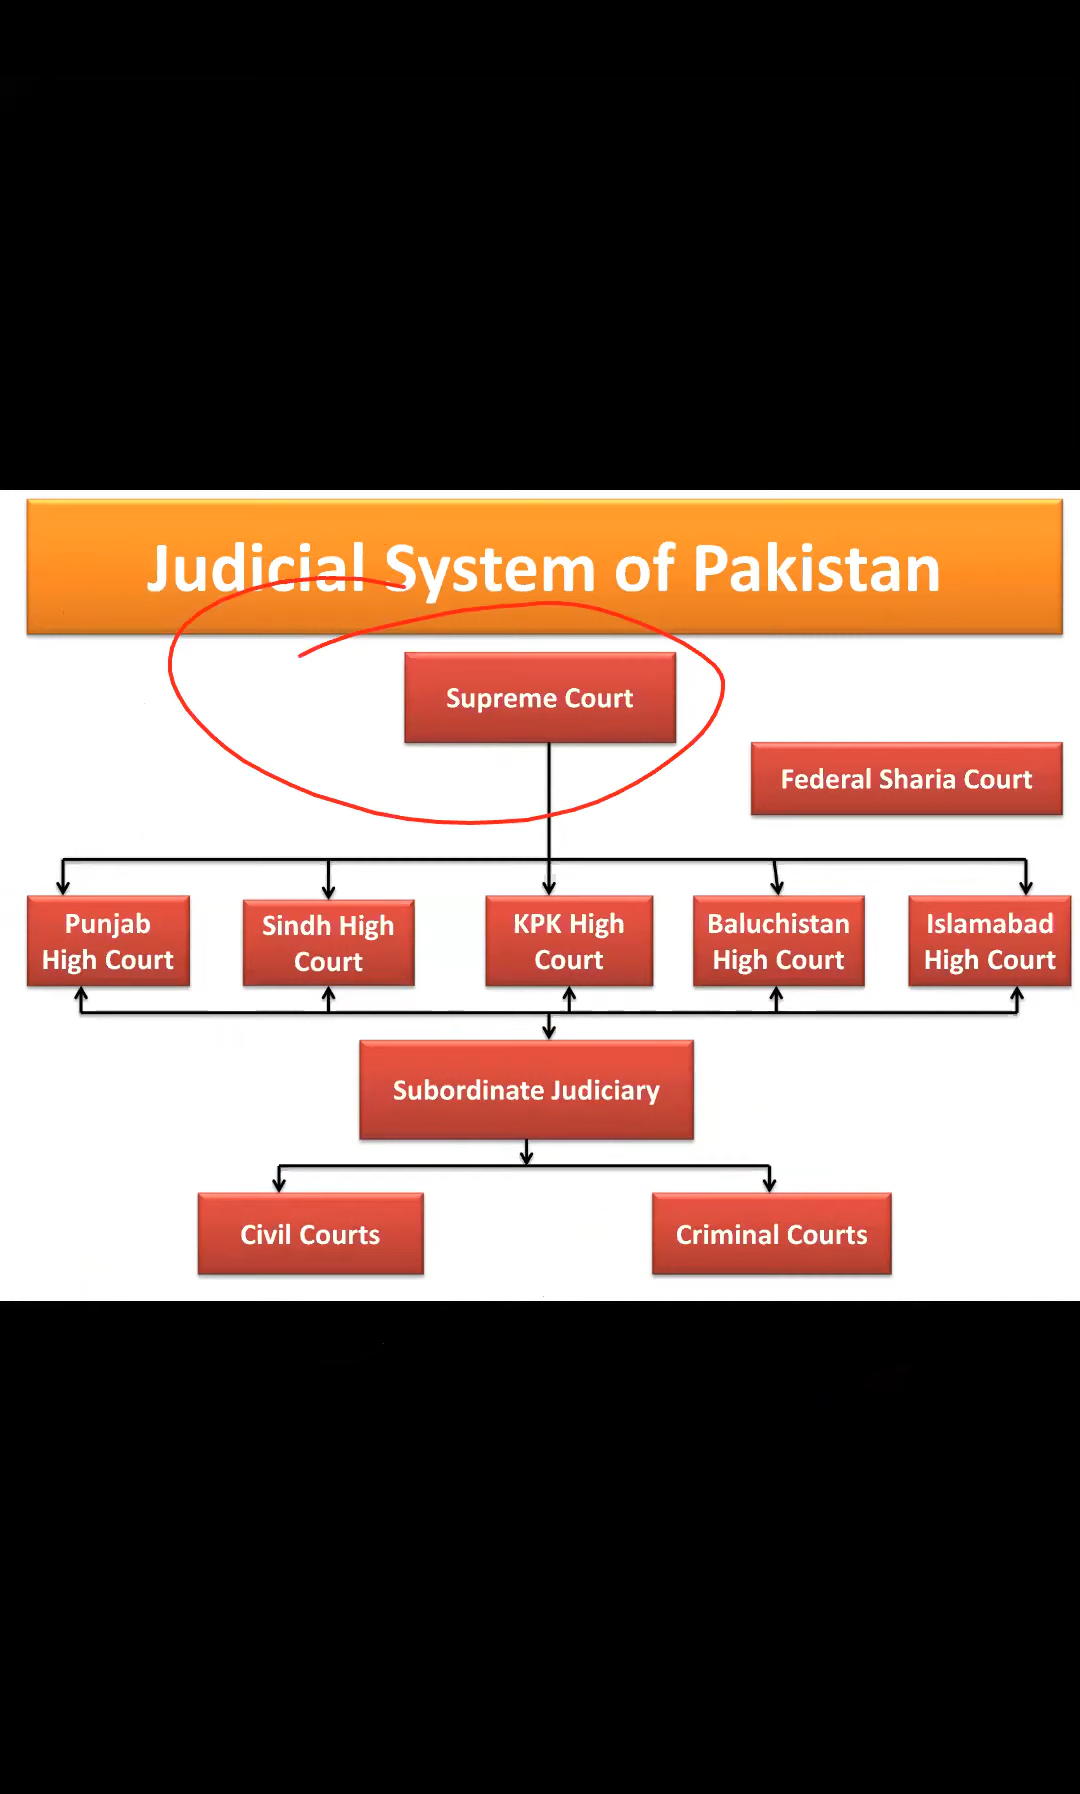 Judicial System of Pakistan
Supreme Court
Federal Sharia Court
Punjab
High Court
Sindh High
Court
KPK High
Court
Baluchistan
High Court
Islamabad
High Court
Subordinate Judiciary
Civil Courts
Criminal Courts